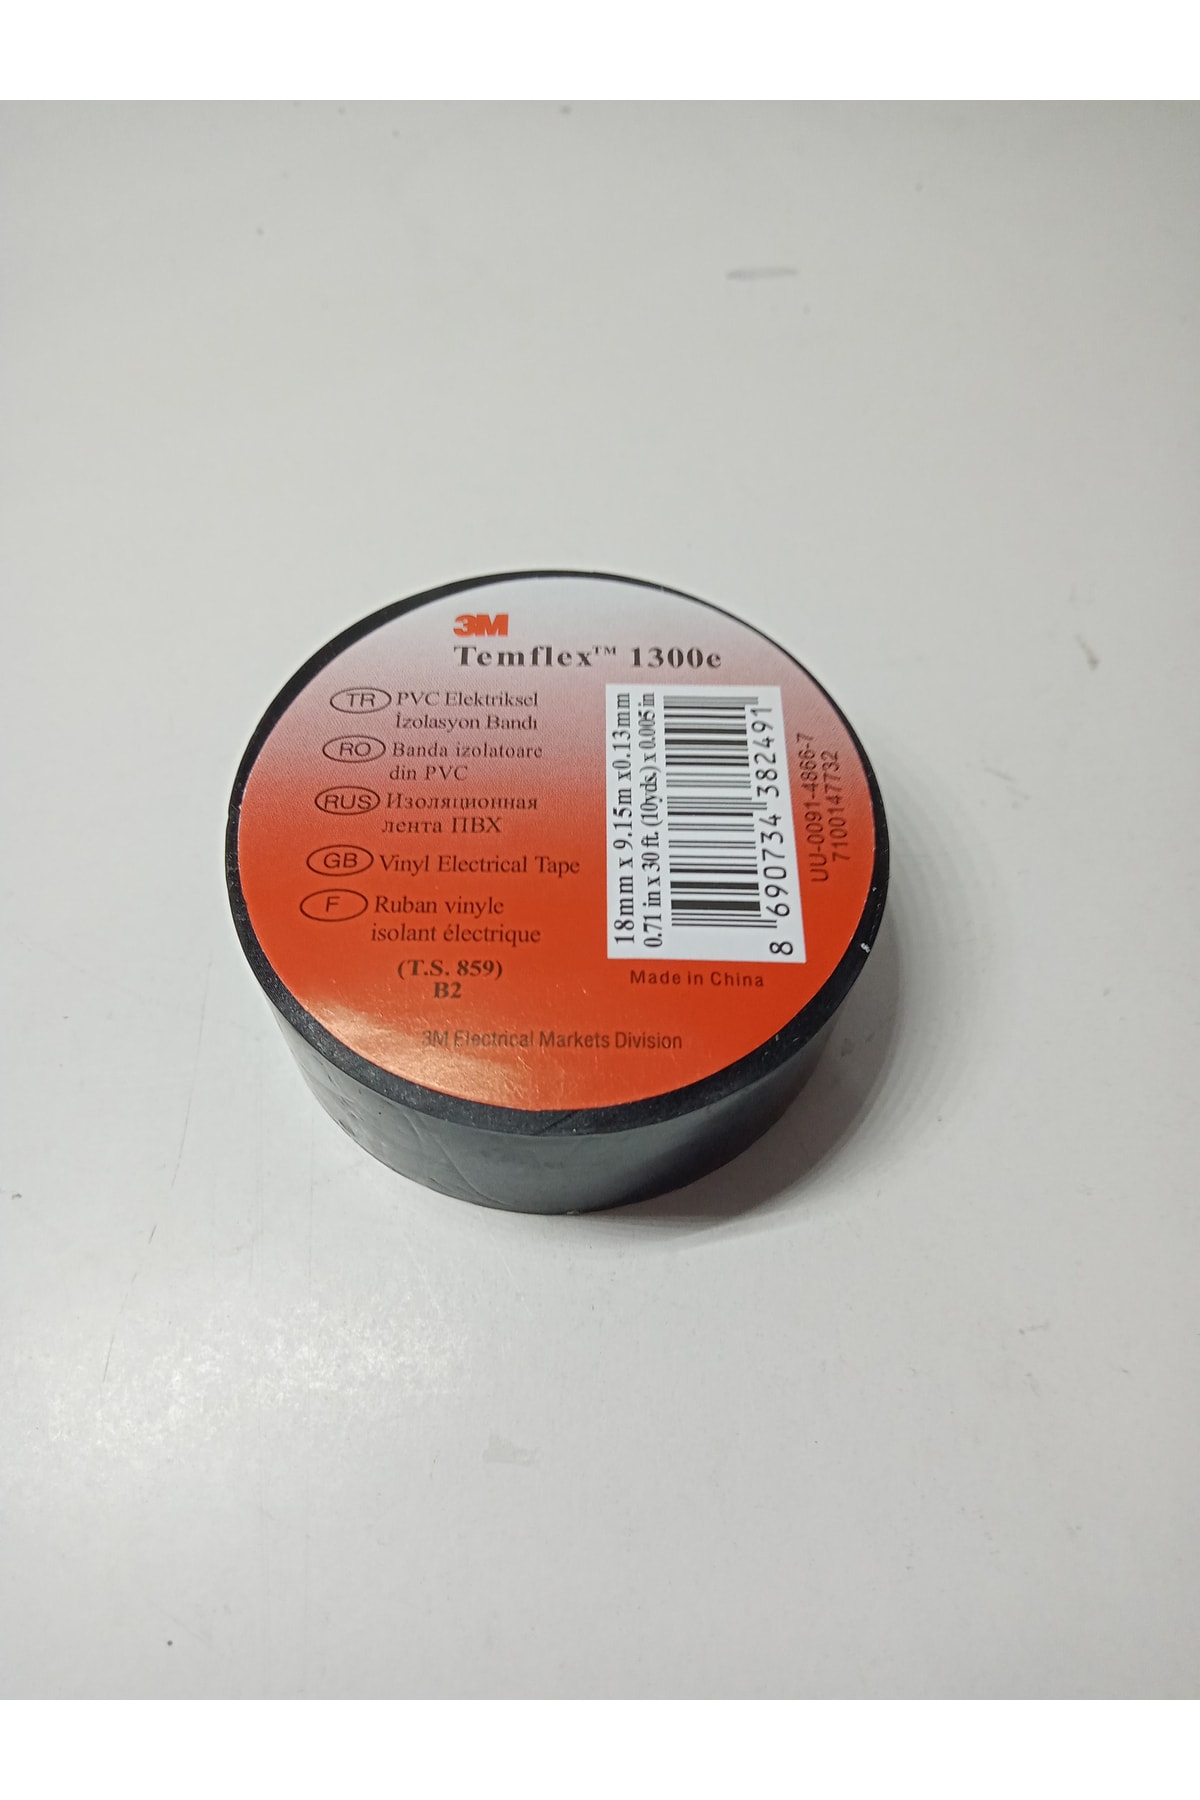 3M
Temflex™ 1300e
TR PVC Elektriksel
İzolasyon Bandı
RO Banda izolatoare
din PVC
RUS Изоляционная
лента ПВХ
GB Vinyl Electrical Tape
F Ruban vinyle
isolant électrique
(T.S. 859)
B2
3M Electrical Markets Division
18mm x 9.15m x0.13mm
0.71 in x 30 ft. (10yds.) x 0.005 in
8 690734 382491
Made in China
UU-0091-4866-7
7100147732